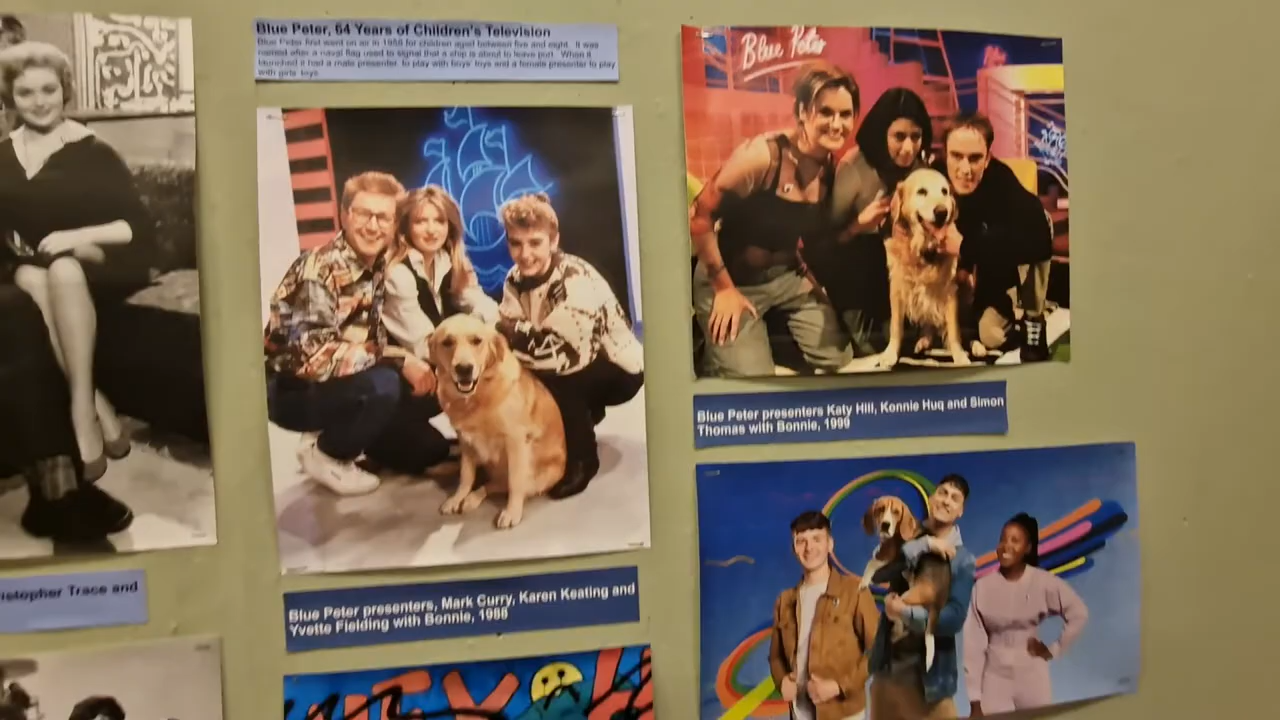 Blue Peter, 64 Years of Children's Television
Blue Peter first went on air in 1958 for children aged between five and eight. It was
named after a naval flag used to signal that a ship is about to leave port. When it
launched it had a male presenter to play with boys' toys and a female presenter to play
with girls' toys.
Blue Peter
Blue Peter presenters Katy Hill, Konnie Huq and Simon
Thomas with Bonnie, 1999
Trace and
Blue Peter presenters, Mark Curry, Karen Keating and
Yvette Fielding with Bonnie, 1988